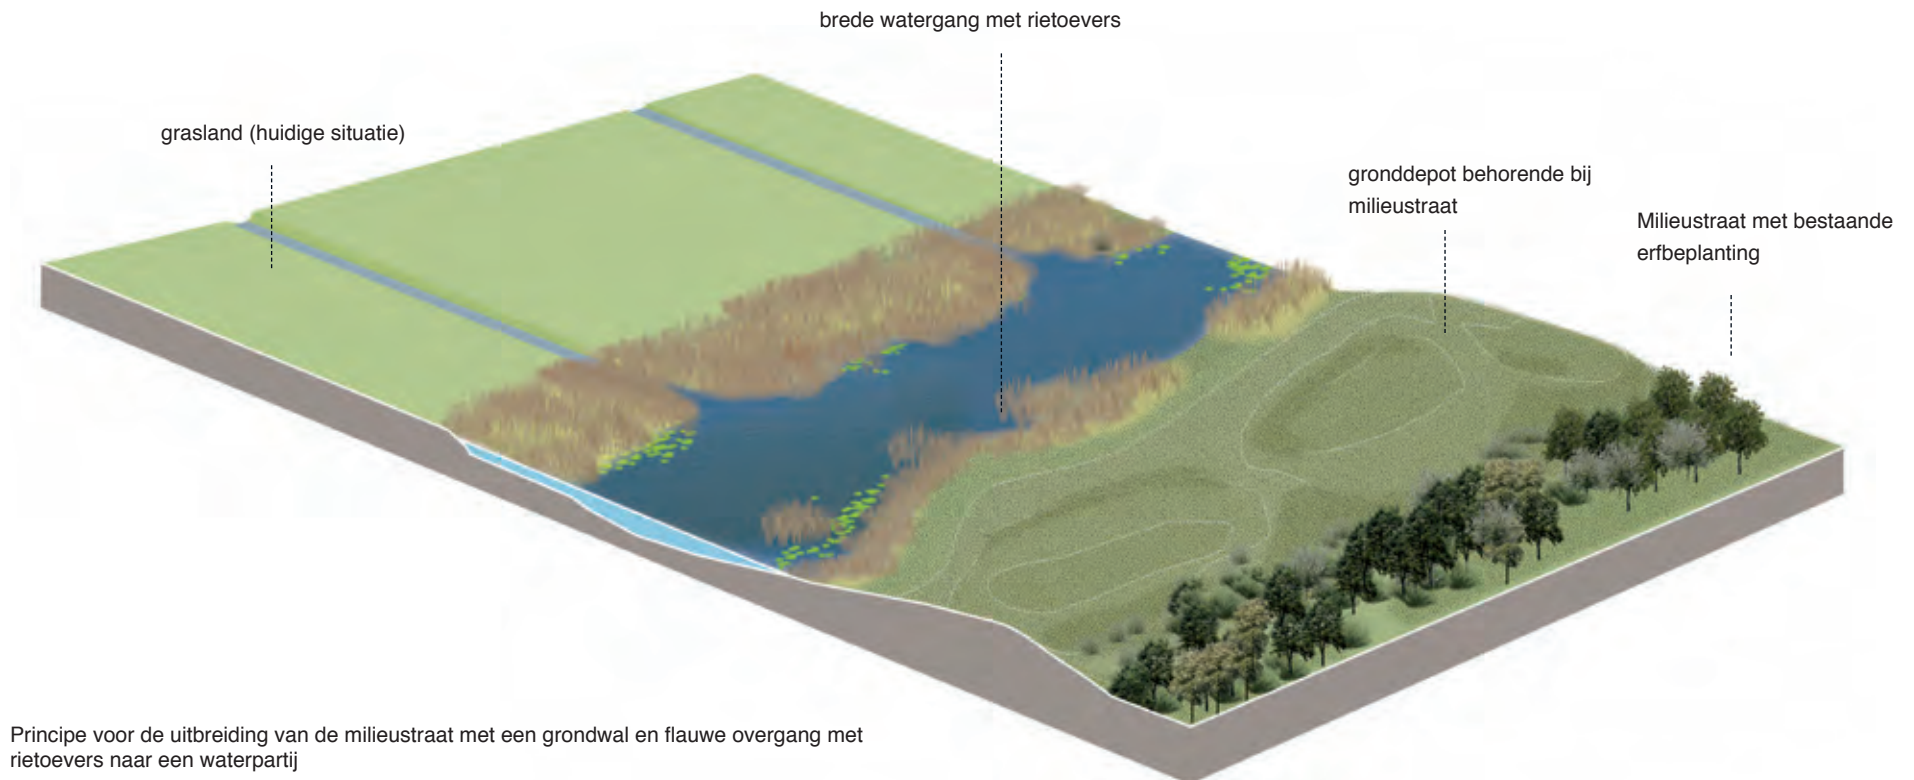 brede watergang met rietoevers
grasland (huidige situatie)
gronddepot behorende bij
milieustraat
Milieustraat met bestaande
erfbeplanting
Principe voor de uitbreiding van de milieustraat met een grondwal en flauwe overgang met
rietoevers naar een waterpartij